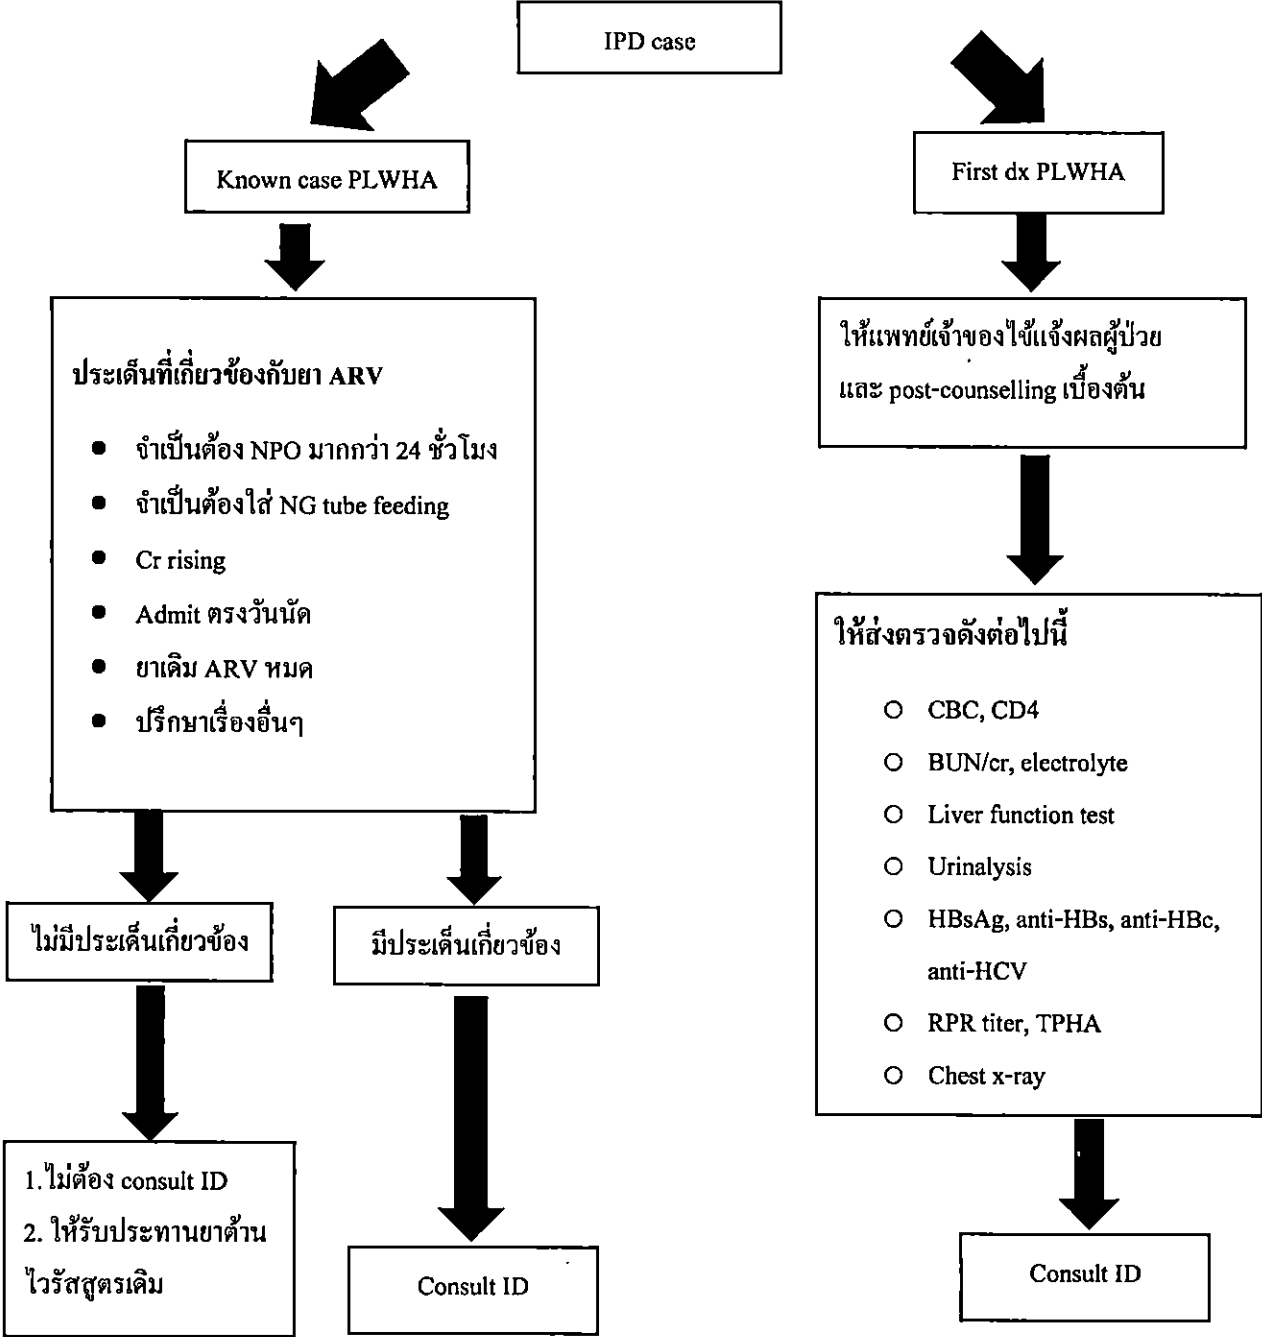 IPD case
Known case PLWHA
ประเด็นที่เกี่ยวข้องกับยา ARV
● จำเป็นต้อง NPO มากกว่า 24 ชั่วโมง
● จำเป็นต้องใส่ NG tube feeding
● Cr rising
● Admit ตรงวันนัด
● ยาเดิม ARV หมด
● ปรึกษาเรื่องอื่นๆ
ไม่มีประเด็นเกี่ยวข้อง
1. ไม่ต้อง consult ID
2. ให้รับประทานยาต้าน
ไวรัสสูตรเดิม
มีประเด็นเกี่ยวข้อง
Consult ID
First dx PLWHA
ให้แพทย์เจ้าของไข้แจ้งผลผู้ป่วย
และ post-counselling เบื้องต้น
ให้ส่งตรวจดังต่อไปนี้
○ CBC, CD4
○ BUN/cr, electrolyte
○ Liver function test
○ Urinalysis
○ HBsAg, anti-HBs, anti-HBc,
anti-HCV
○ RPR titer, TPHA
○ Chest x-ray
Consult ID